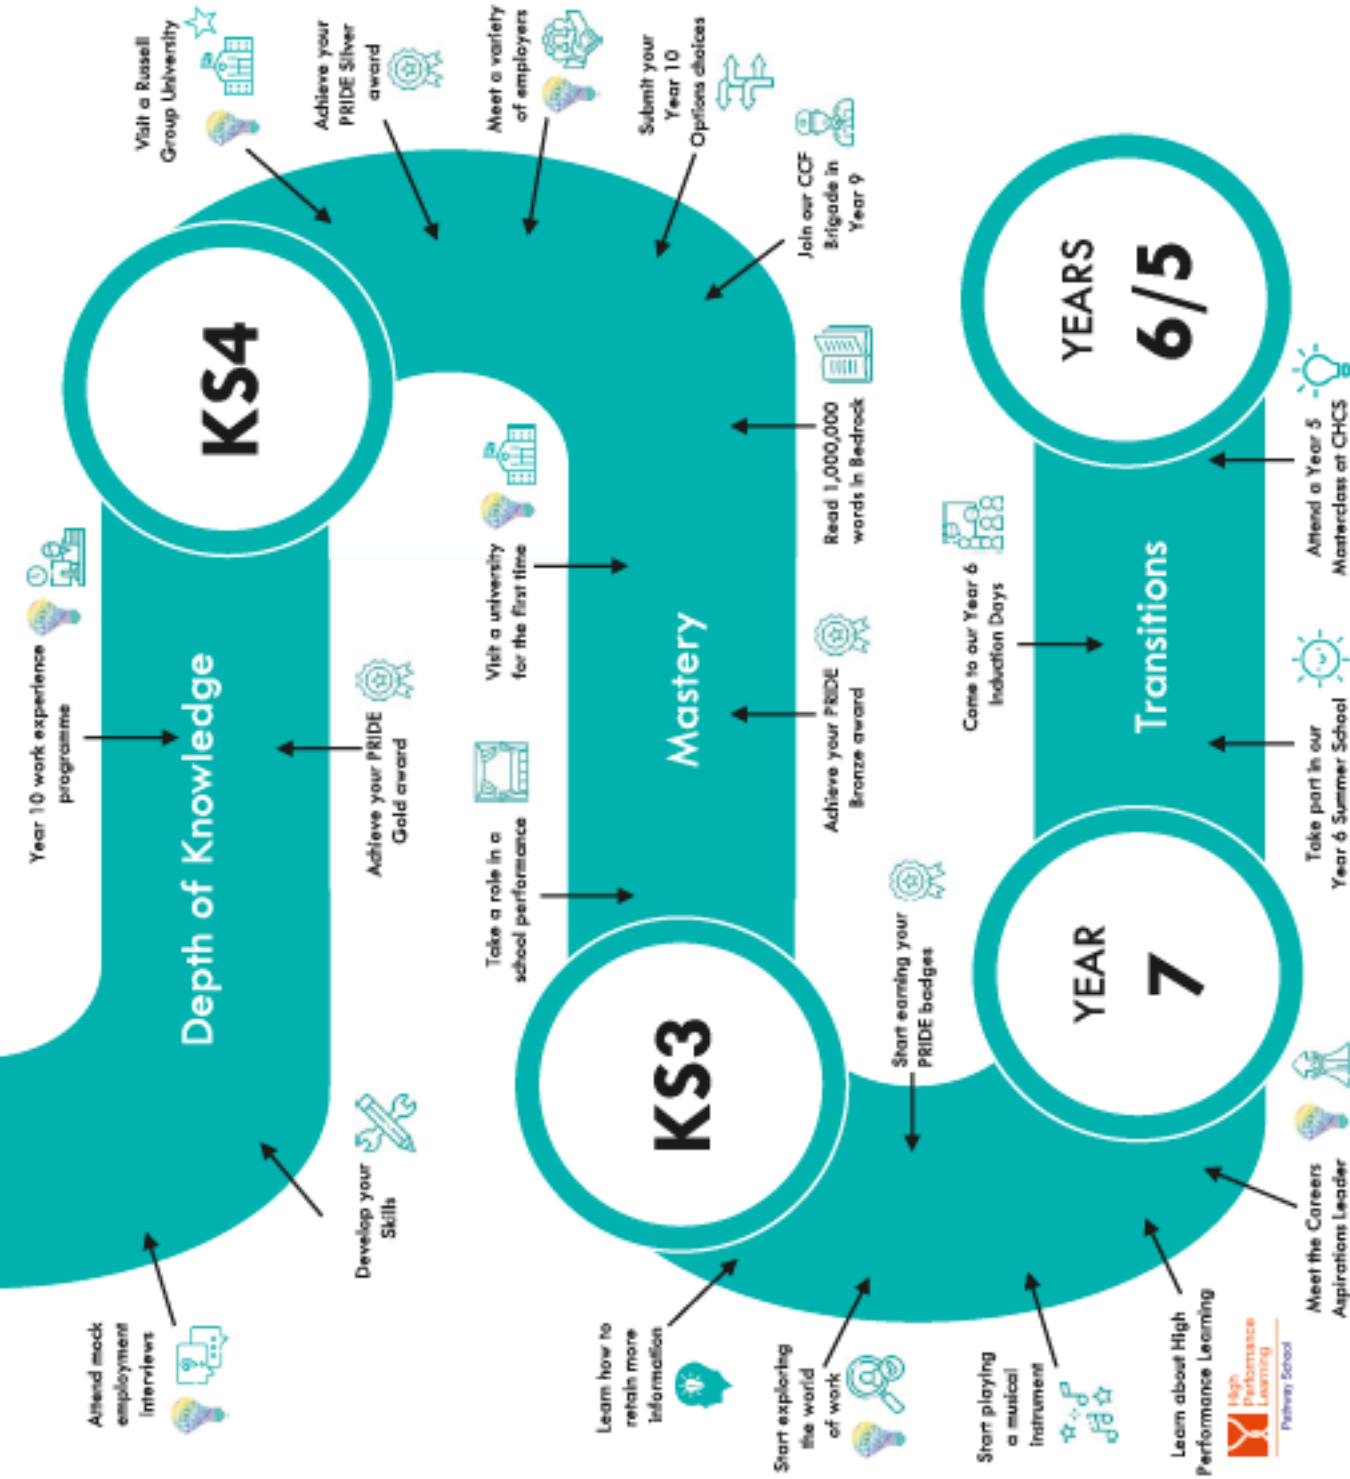 Year 10 work experience
programme
Depth of Knowledge
KS4
Achieve your PRIDE
Gold award
Develop your
Skills
Attend mock
employment
interviews
Visit a Russell
Group University
Achieve your
PRIDE Silver
award
Meet a variety
of employers
Submit your
Year 10
Options choices
Join our CCF
Brigade in
Year 9
Visit a university
for the first time
Take a role in a
school performance
Mastery
KS3
Read 1,000,000
words in Bedrock
Achieve your PRIDE
Bronze award
Start earning your
PRIDE badges
Learn how to
retain more
information
Start exploring
the world
of work
Start playing
a musical
instrument
Learn about High
Performance Learning
High
Performance
Learning
Pathway School
Meet the Careers
Aspirations Leader
YEAR
7
Come to our Year 6
Induction Days
Transitions
Take part in our
Year 6 Summer School
Attend a Year 5
Masterclass at CHCS
YEARS
6/5